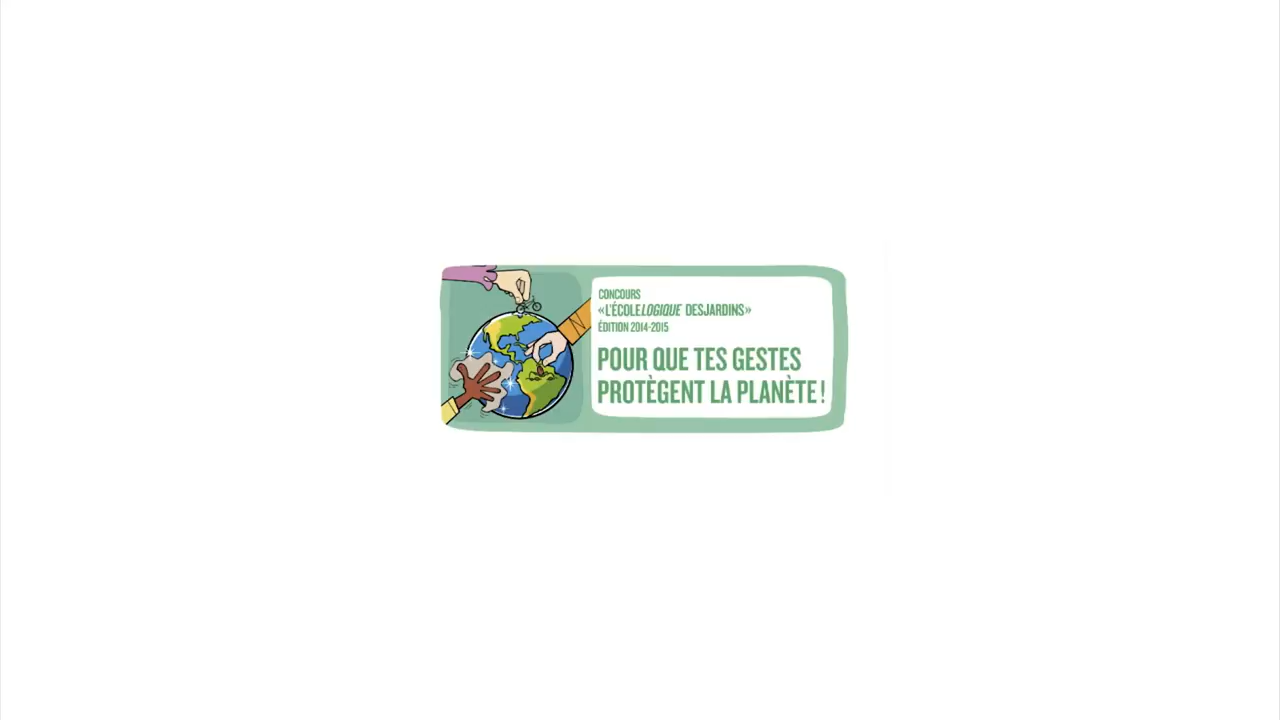 CONCOURS
«L'ÉCOLELOGIQUE DESJARDINS»
ÉDITION 2014-2015
POUR QUE TES GESTES
PROTÈGENT LA PLANÈTE!